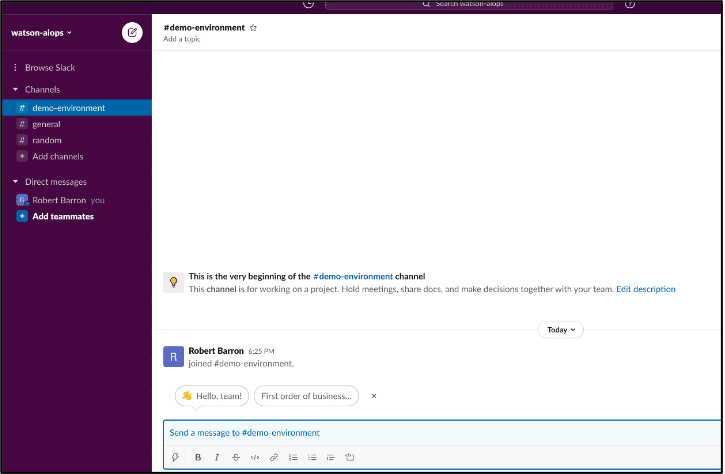 Search watson-aiops
watson-aiops
Browse Slack
Channels
# demo-environment
# general
# random
+ Add channels
Direct messages
R Robert Barron you
+ Add teammates
#demo-environment
Add a topic
This is the very beginning of the #demo-environment channel
This channel is for working on a project. Hold meetings, share docs, and make decisions together with your team. Edit description
Today
R
Robert Barron 6:25 PM
joined #demo-environment.
👋 Hello, team!
First order of business...
×
Send a message to #demo-environment
B I S </>